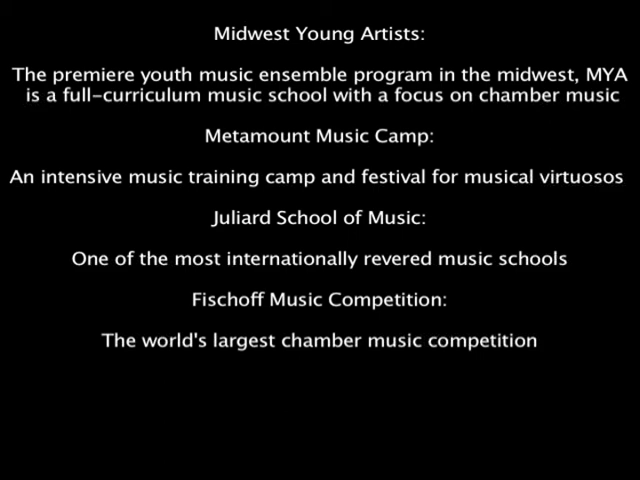 Midwest Young Artists:
The premiere youth music ensemble program in the midwest, MYA
is a full-curriculum music school with a focus on chamber music
Metamount Music Camp:
An intensive music training camp and festival for musical virtuosos
Juliard School of Music:
One of the most internationally revered music schools
Fischoff Music Competition:
The world's largest chamber music competition